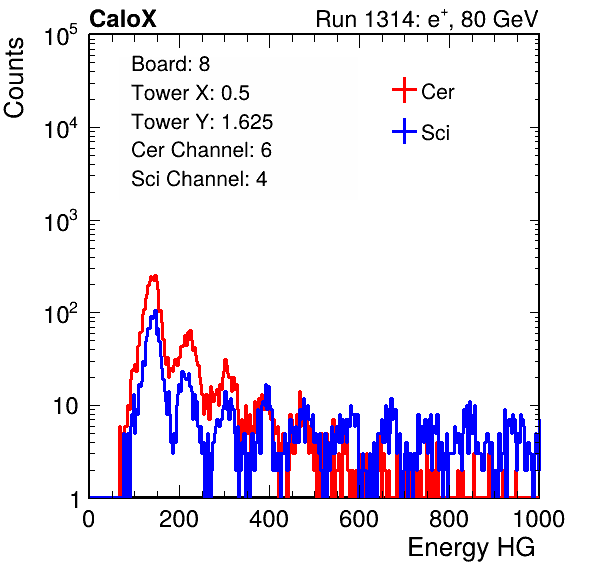 CaloX Run 1314: e⁺, 80 GeV
Counts
10⁵
10⁴
10³
10²
10
1
Board: 8
Tower X: 0.5
Tower Y: 1.625
Cer Channel: 6
Sci Channel: 4
Cer
Sci
0 200 400 600 800 1000
Energy HG